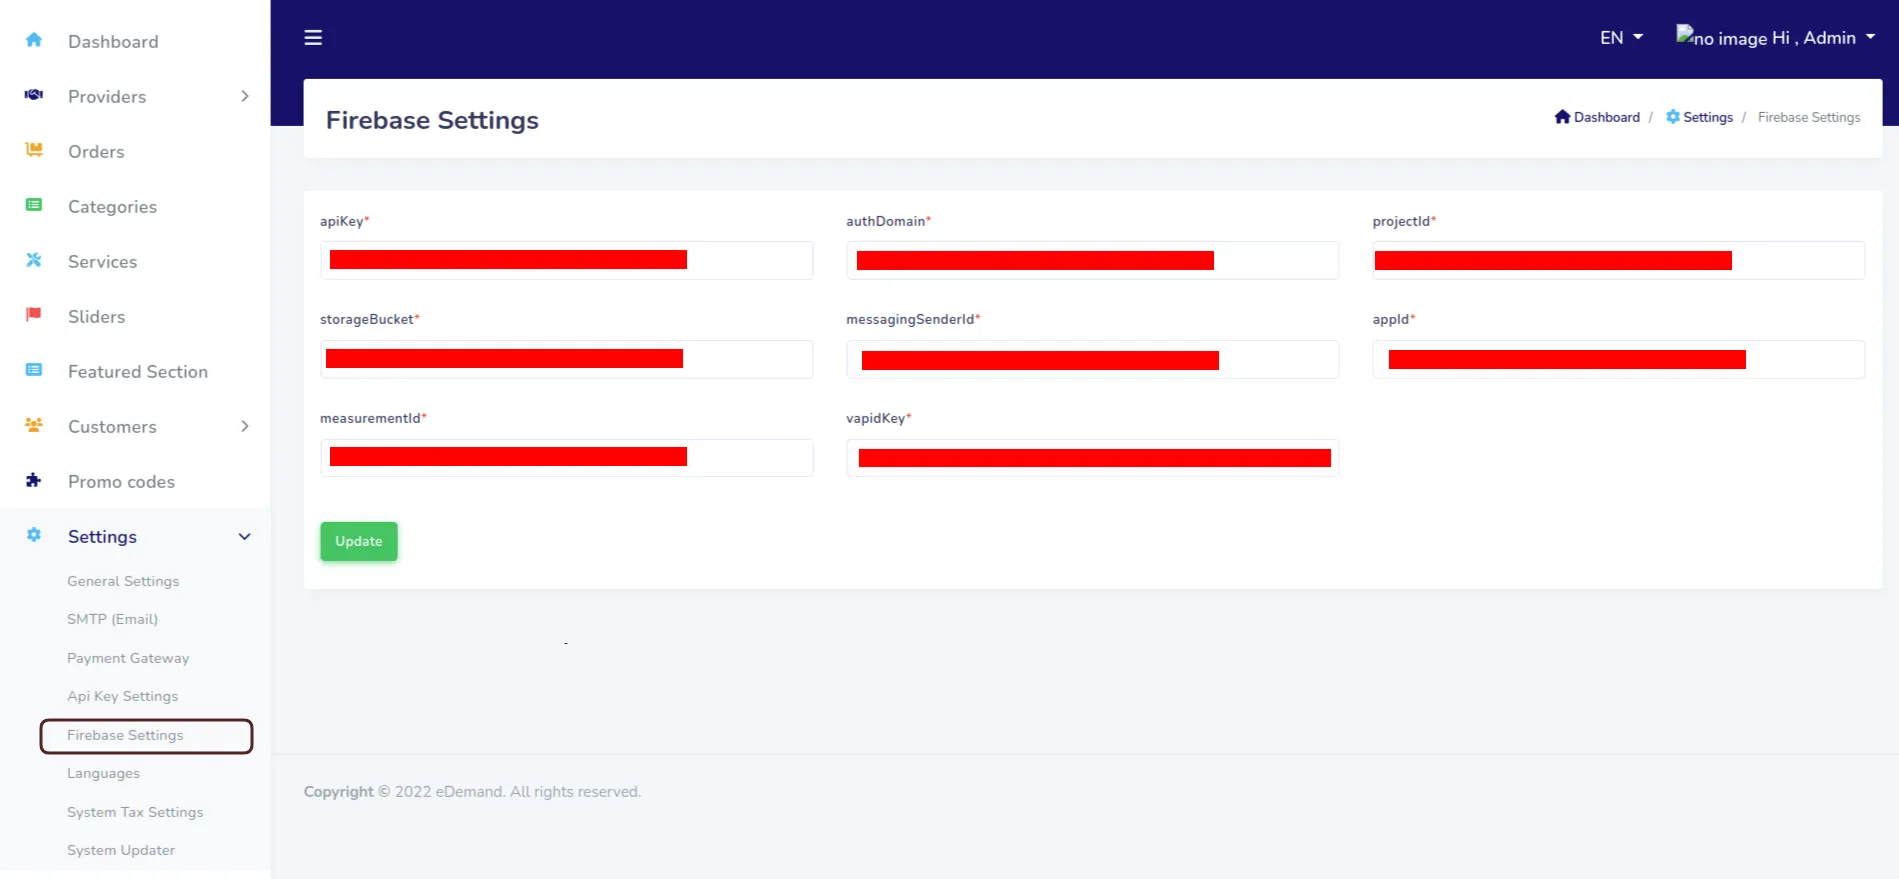 Dashboard
Providers
Orders
Categories
Services
Sliders
Featured Section
Customers
Promo codes
Settings
General Settings
SMTP (Email)
Payment Gateway
Api Key Settings
Firebase Settings
Languages
System Tax Settings
System Updater
EN
no image Hi , Admin
Firebase Settings
Dashboard / Settings / Firebase Settings
apiKey*
authDomain*
projectId*
storageBucket*
messagingSenderId*
appId*
measurementId*
vapidKey*
Update
-
Copyright © 2022 eDemand. All rights reserved.